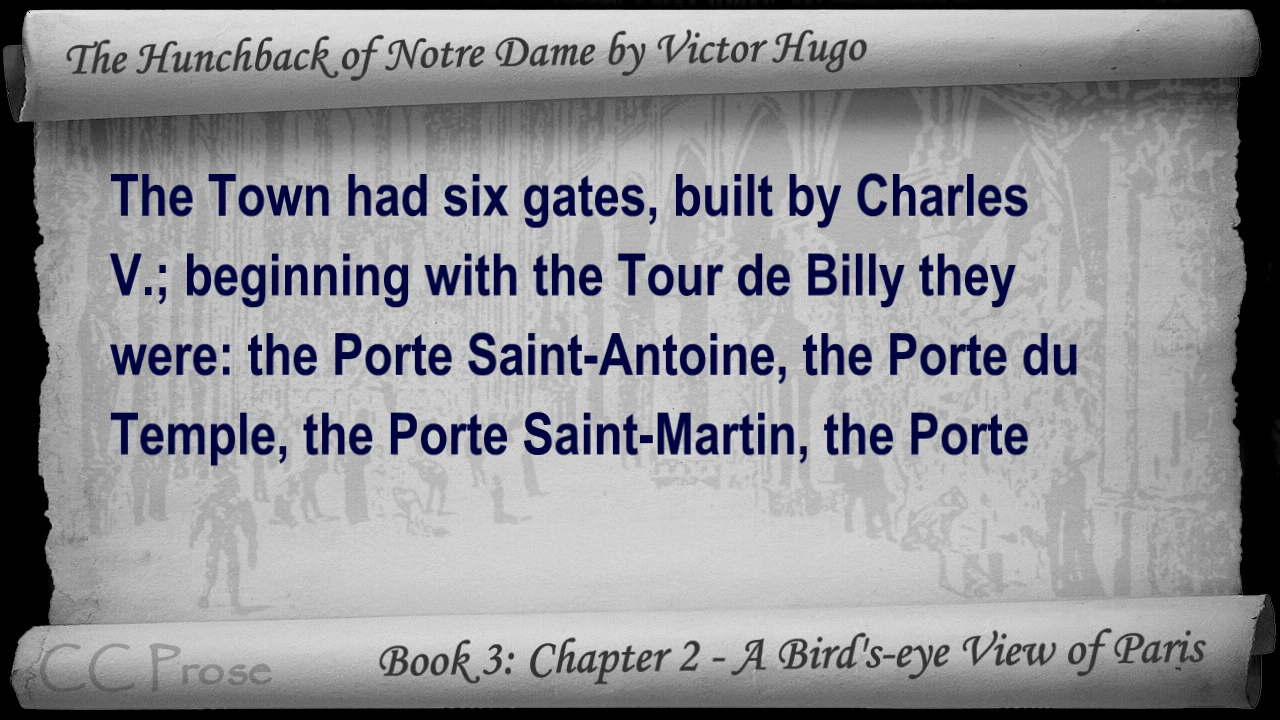 The Hunchback of Notre Dame by Victor Hugo
The Town had six gates, built by Charles
V.; beginning with the Tour de Billy they
were: the Porte Saint-Antoine, the Porte du
Temple, the Porte Saint-Martin, the Porte
CC Prose
Book 3: Chapter 2 - A Bird's-eye View of Paris